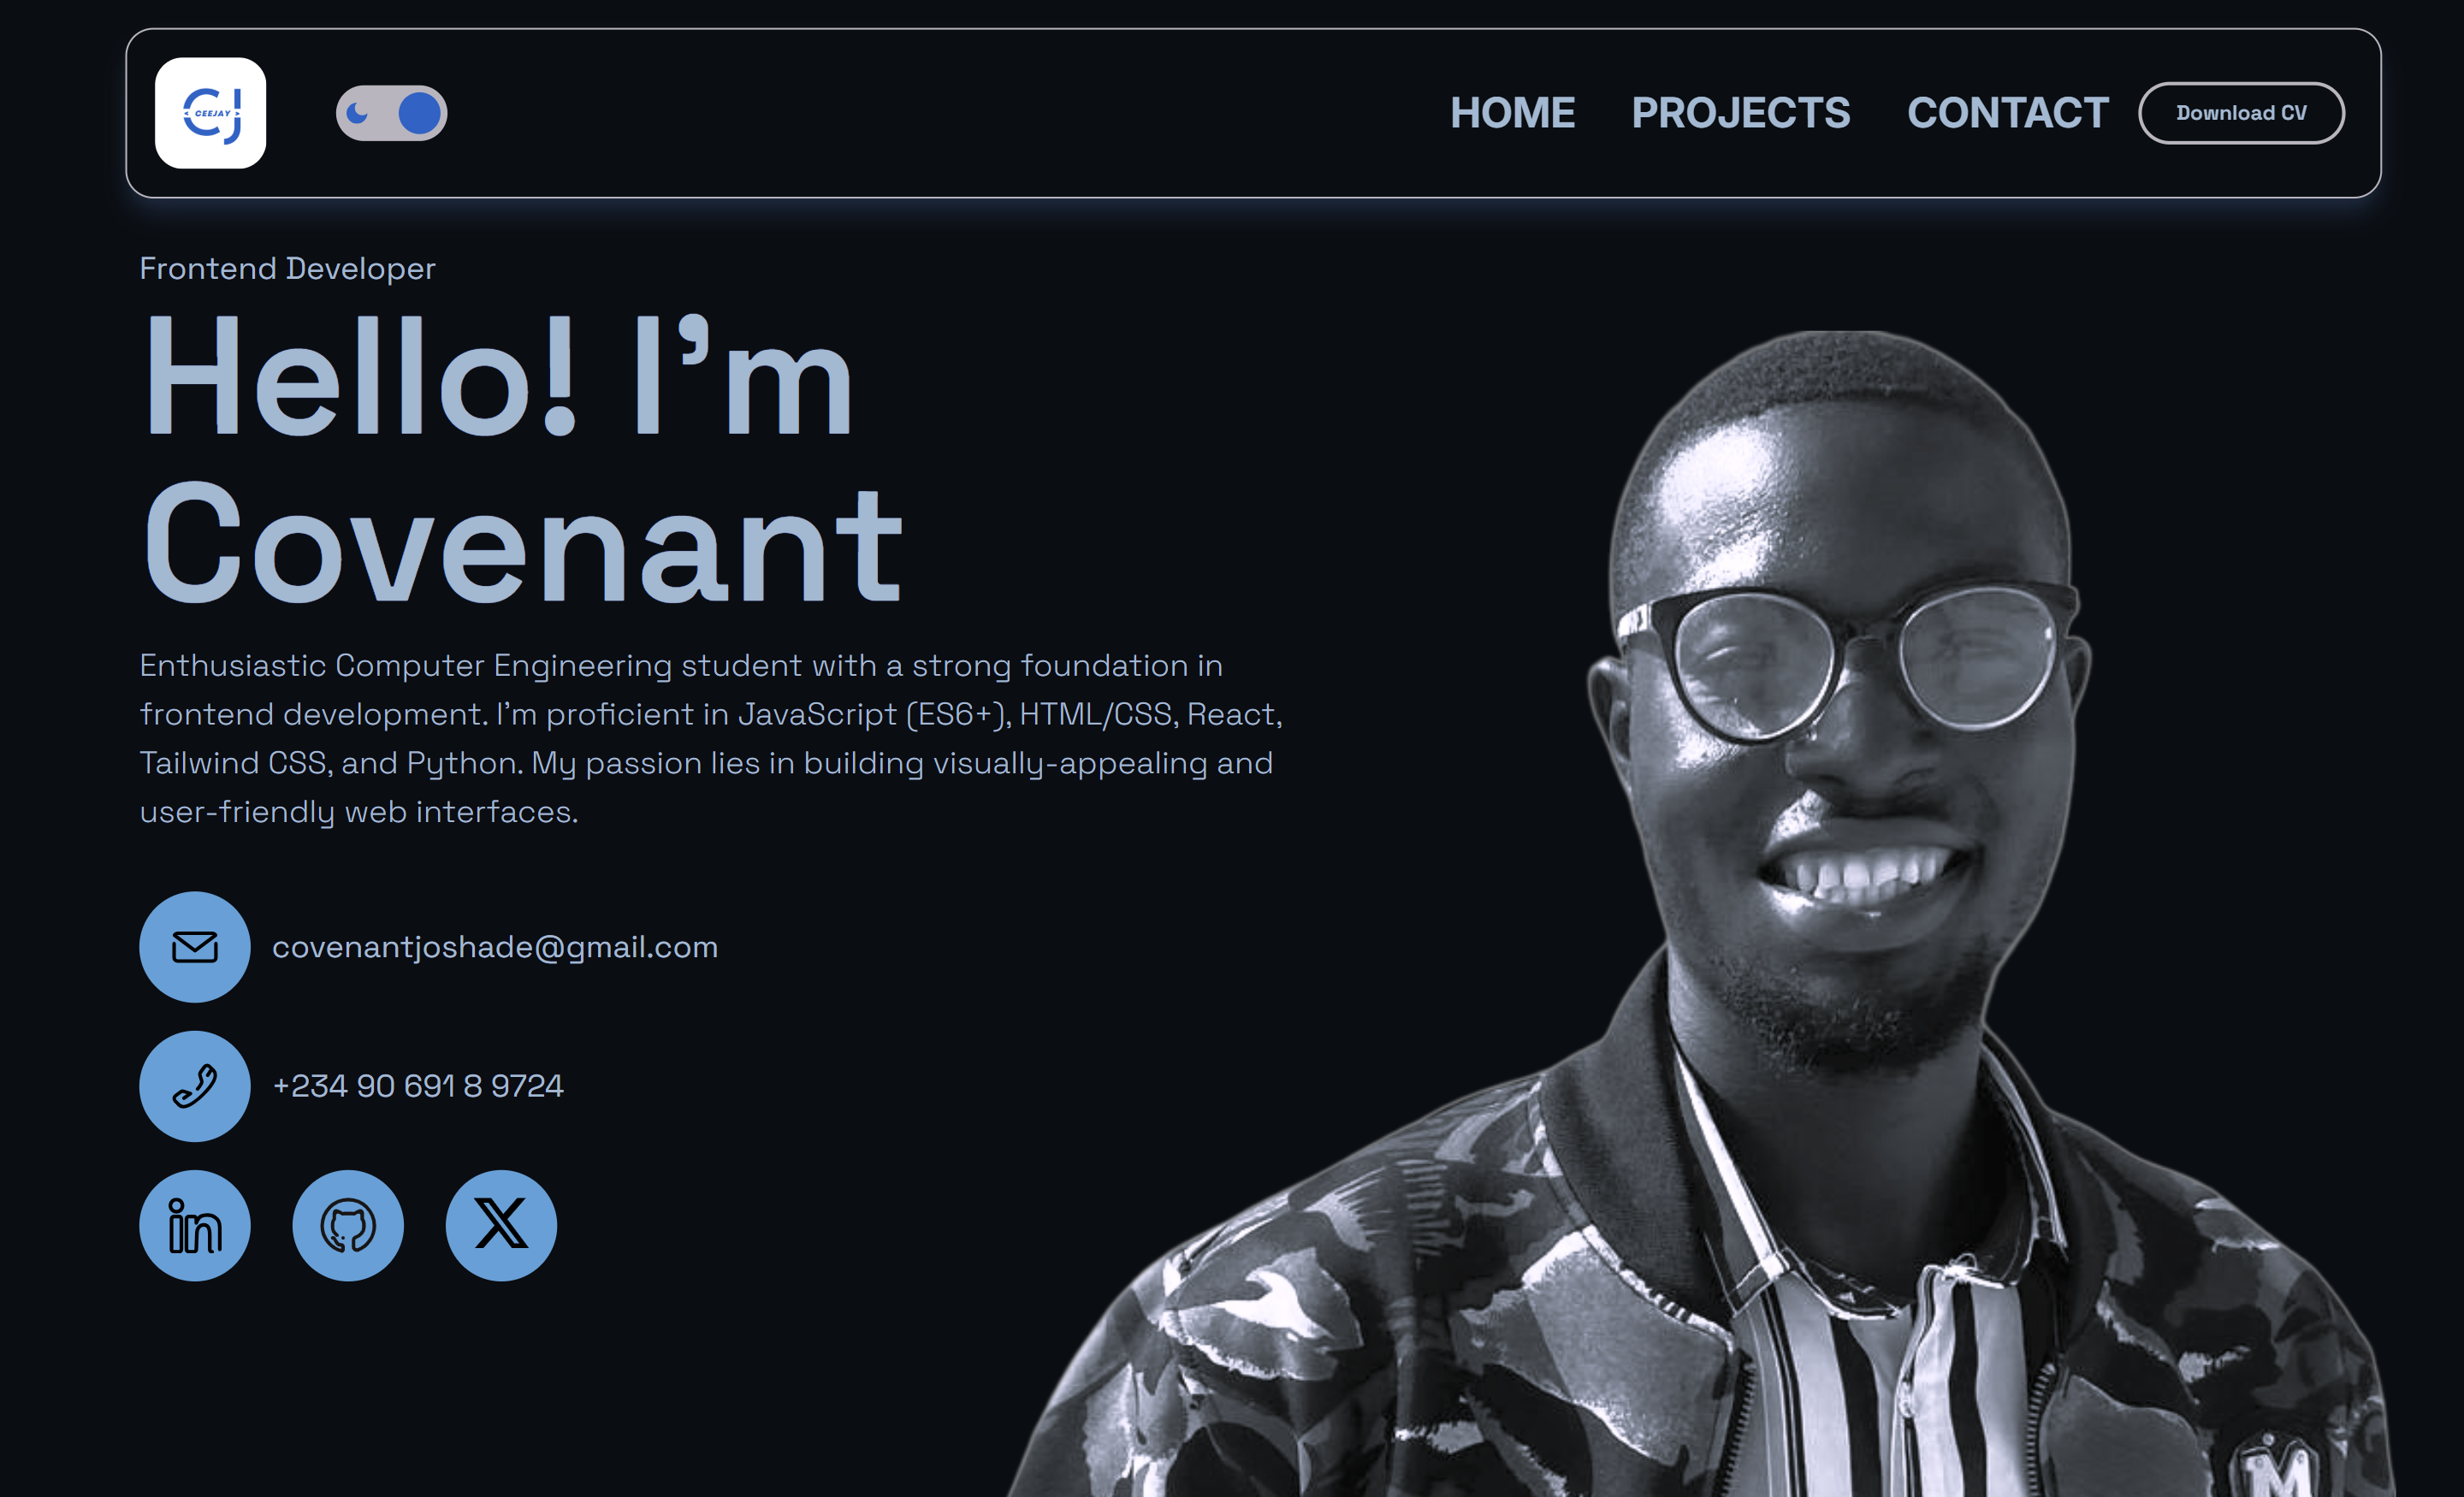 CJ
CEEJAY
HOME PROJECTS CONTACT Download CV
Frontend Developer
Hello! I’m
Covenant
Enthusiastic Computer Engineering student with a strong foundation in
frontend development. I’m proficient in JavaScript (ES6+), HTML/CSS, React,
Tailwind CSS, and Python. My passion lies in building visually-appealing and
user-friendly web interfaces.
covenantjoshade@gmail.com
+234 90 691 8 9724
in X
M